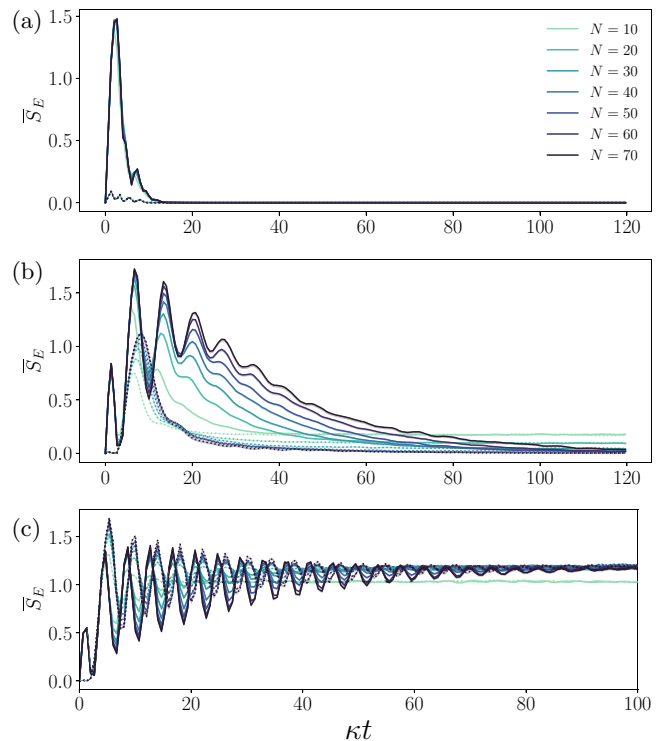 (a)
1.5
1.0
0.5
0.0
S̅_E
N = 10
N = 20
N = 30
N = 40
N = 50
N = 60
N = 70
0 20 40 60 80 100 120
(b)
1.5
1.0
0.5
0.0
S̅_E
0 20 40 60 80 100 120
(c)
1.5
1.0
0.5
0.0
S̅_E
0 20 40 60 80 100
κt